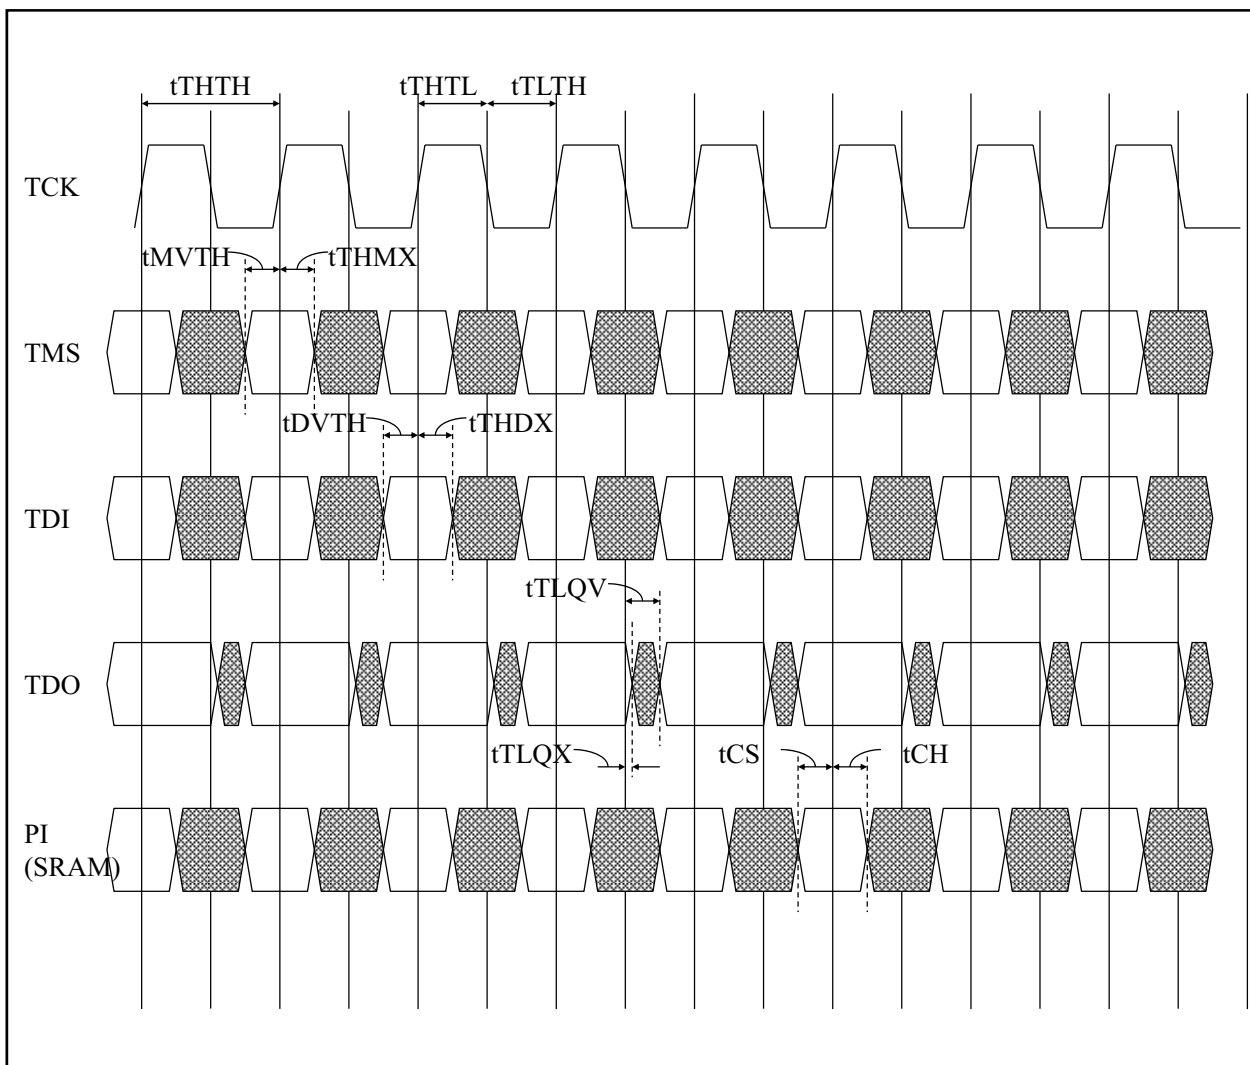 tTHTH tTHTL tTLTH
TCK
tMVTH tTHMX
TMS
tDVTH tTHDX
TDI
tTLQV
TDO
tTLQX tCS tCH
PI
(SRAM)